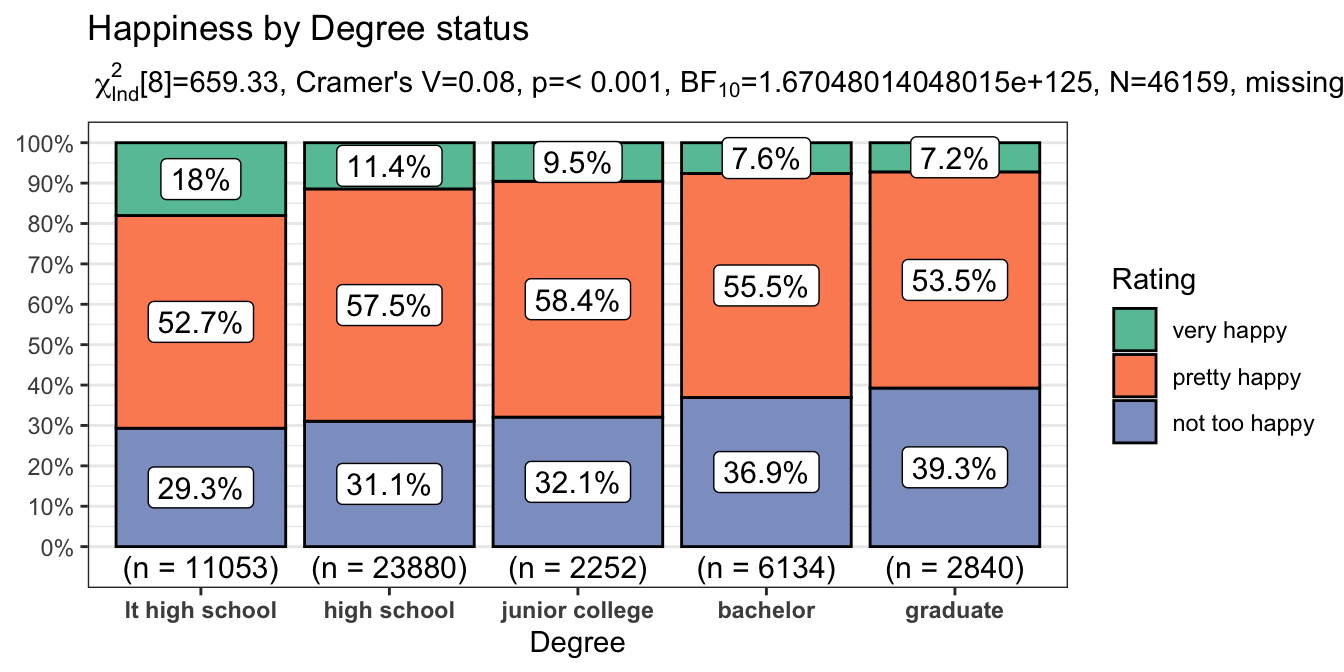 Happiness by Degree status
χ²Ind[8]=659.33, Cramer's V=0.08, p=< 0.001, BF₁₀=1.67048014048015e+125, N=46159, missing
100%
90%
80%
70%
60%
50%
40%
30%
20%
10%
0%
18% 11.4% 9.5% 7.6% 7.2%
52.7% 57.5% 58.4% 55.5% 53.5%
29.3% 31.1% 32.1% 36.9% 39.3%
(n = 11053) (n = 23880) (n = 2252) (n = 6134) (n = 2840)
lt high school high school junior college bachelor graduate
Degree
Rating
very happy
pretty happy
not too happy